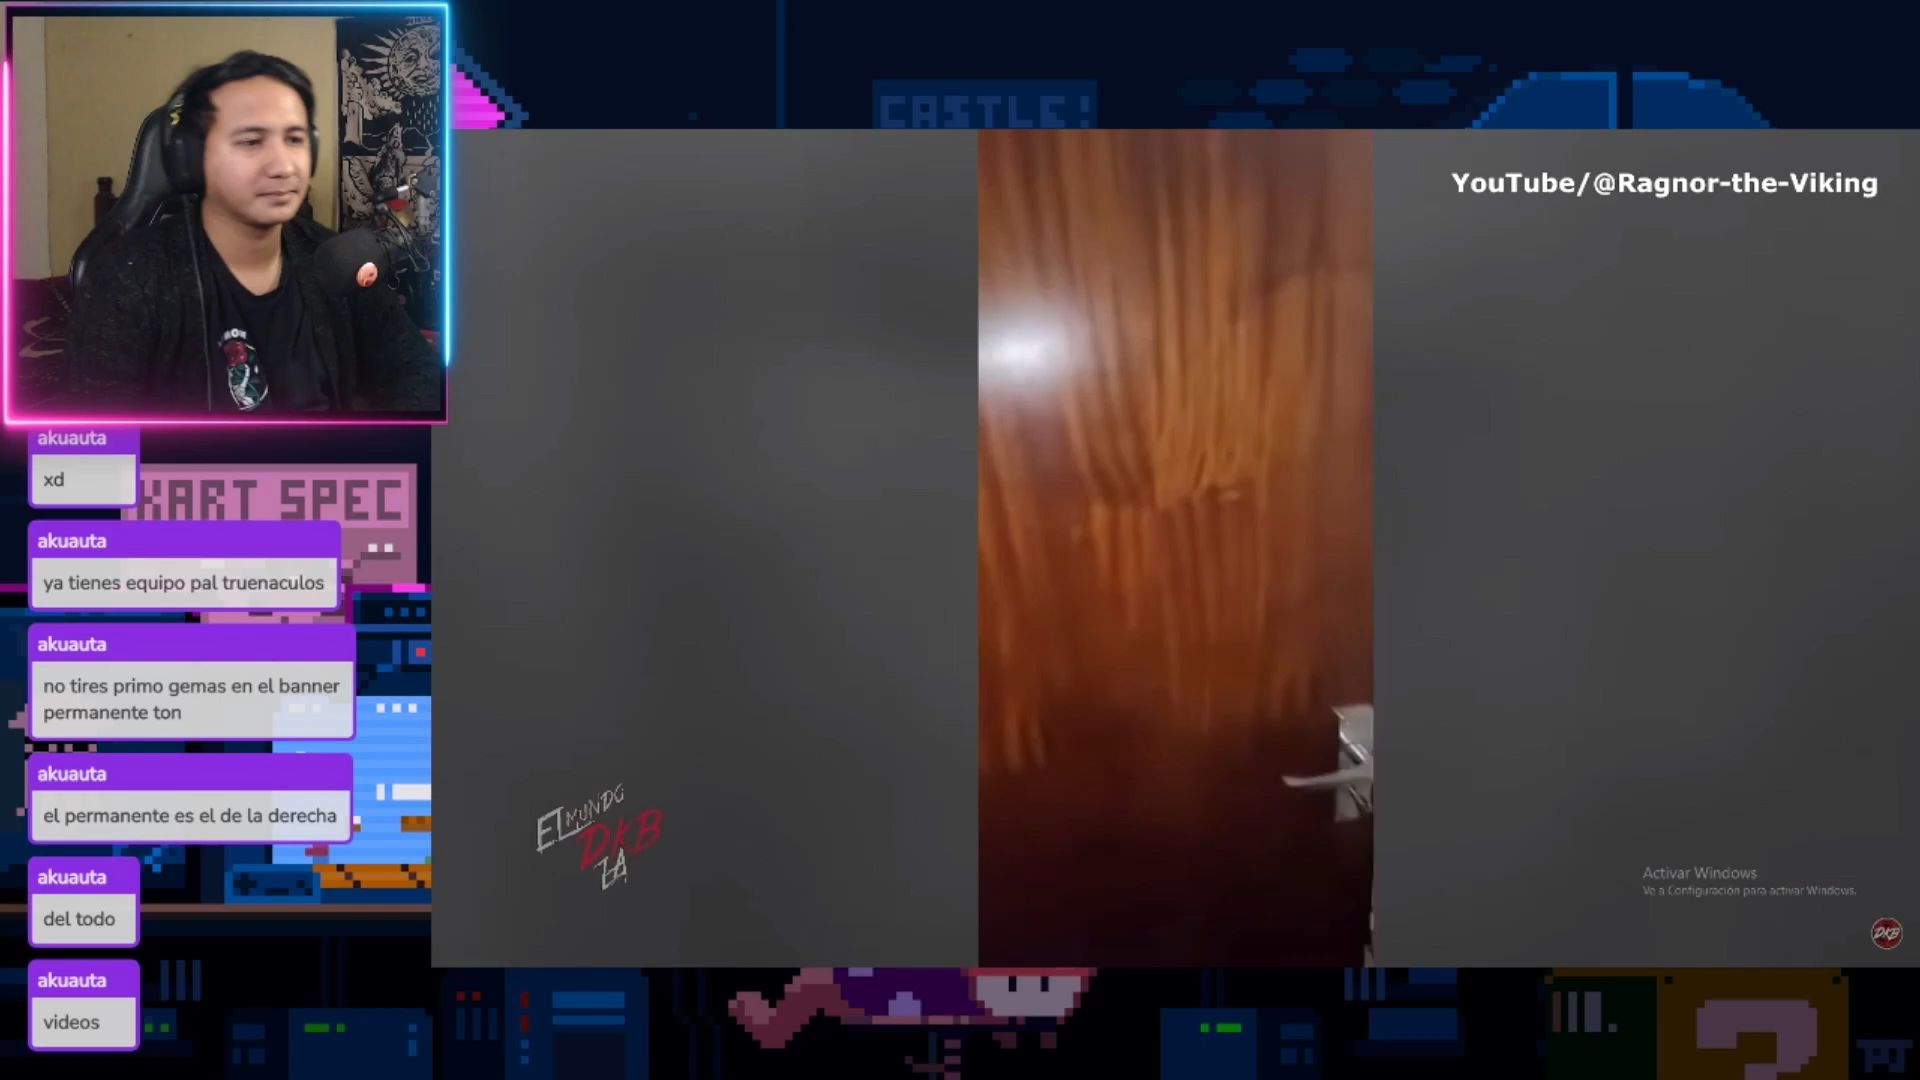 CASTLE!
YouTube/@Ragnor-the-Viking
akuauta
xd
KART SPEC
akuauta
ya tienes equipo pal truenaculos
akuauta
no tires primo gemas en el banner
permanente ton
akuauta
el permanente es el de la derecha
akuauta
del todo
akuauta
videos
EL MUNDO
DKB
ZA
Activar Windows
Ve a Configuración para activar Windows.
DKB